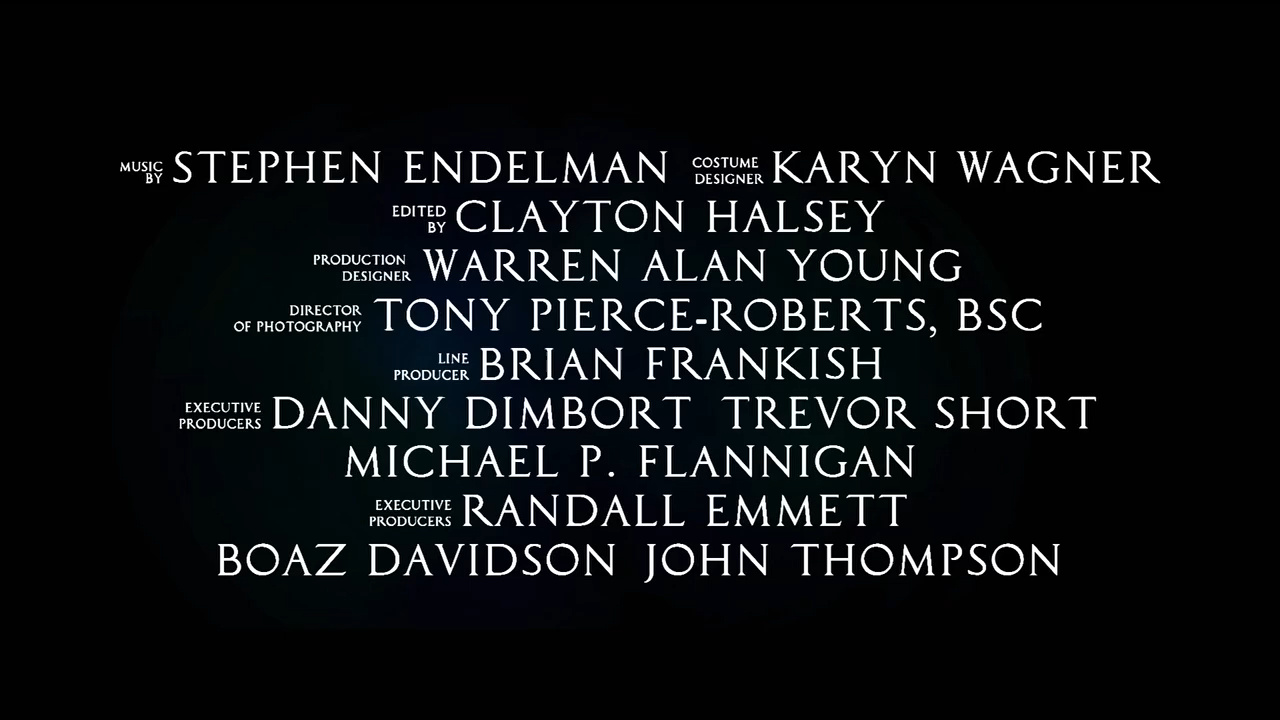 MUSIC BY STEPHEN ENDELMAN COSTUME DESIGNER KARYN WAGNER
EDITED BY CLAYTON HALSEY
PRODUCTION DESIGNER WARREN ALAN YOUNG
DIRECTOR OF PHOTOGRAPHY TONY PIERCE-ROBERTS, BSC
LINE PRODUCER BRIAN FRANKISH
EXECUTIVE PRODUCERS DANNY DIMBORT TREVOR SHORT
MICHAEL P. FLANNIGAN
EXECUTIVE PRODUCERS RANDALL EMMETT
BOAZ DAVIDSON JOHN THOMPSON